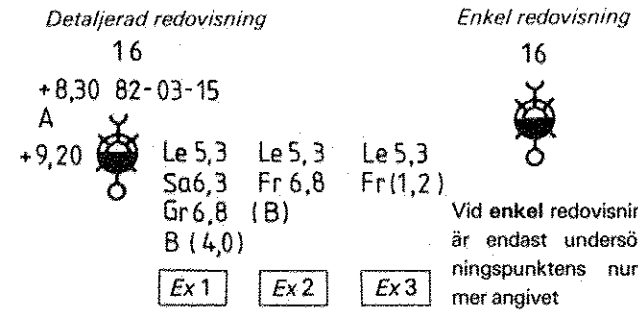 Detaljerad redovisning
16
+8,30 82-03-15
A
+9,20
Le 5,3 Le 5,3 Le 5,3
Sa 6,3 Fr 6,8 Fr (1,2)
Gr 6,8 (B)
B (4,0)
Ex 1 Ex 2 Ex 3
Enkel redovisning
16
Vid enkel redovisnin
är endast undersö
ningspunktens num
mer angivet